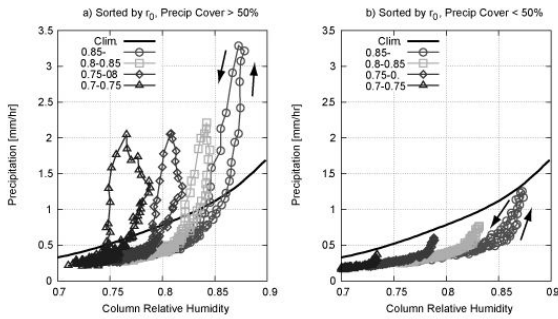 a) Sorted by r0, Precip Cover > 50%
Clim.
0.85-
0.8-0.85
0.75-08
0.7-0.75
Precipitation [mm/hr]
3.5
3
2.5
2
1.5
1
0.5
0
0.7 0.75 0.8 0.85 0.9
Column Relative Humidity
b) Sorted by r0, Precip Cover < 50%
Clim
0.85-
0.8-0.85
0.75-0.
0.7-0.75
Precipitation [mm/hr]
3.5
3
2.5
2
1.5
1
0.5
0
0.7 0.75 0.8 0.85 0.9
Column Relative Humidity